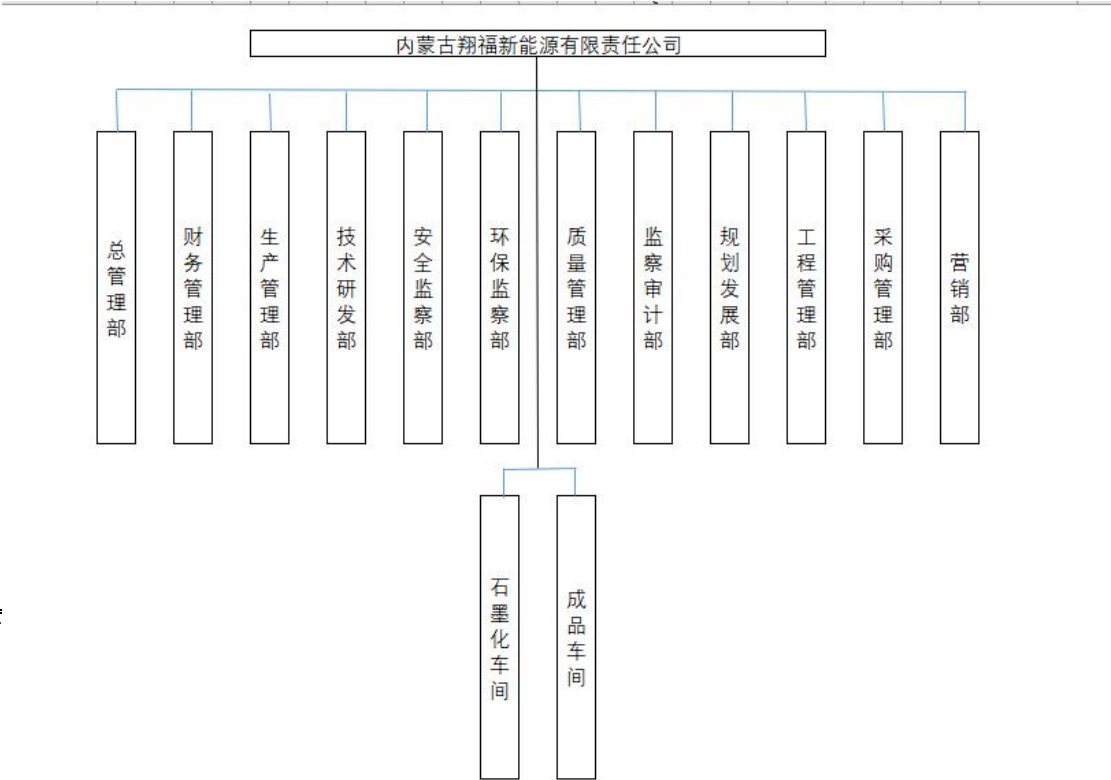 内蒙古翔福新能源有限责任公司
总管理部
财务管理部
生产管理部
技术研发部
安全监察部
环保监察部
质量管理部
监察审计部
规划发展部
工程管理部
采购管理部
营销部
石墨化车间
成品车间